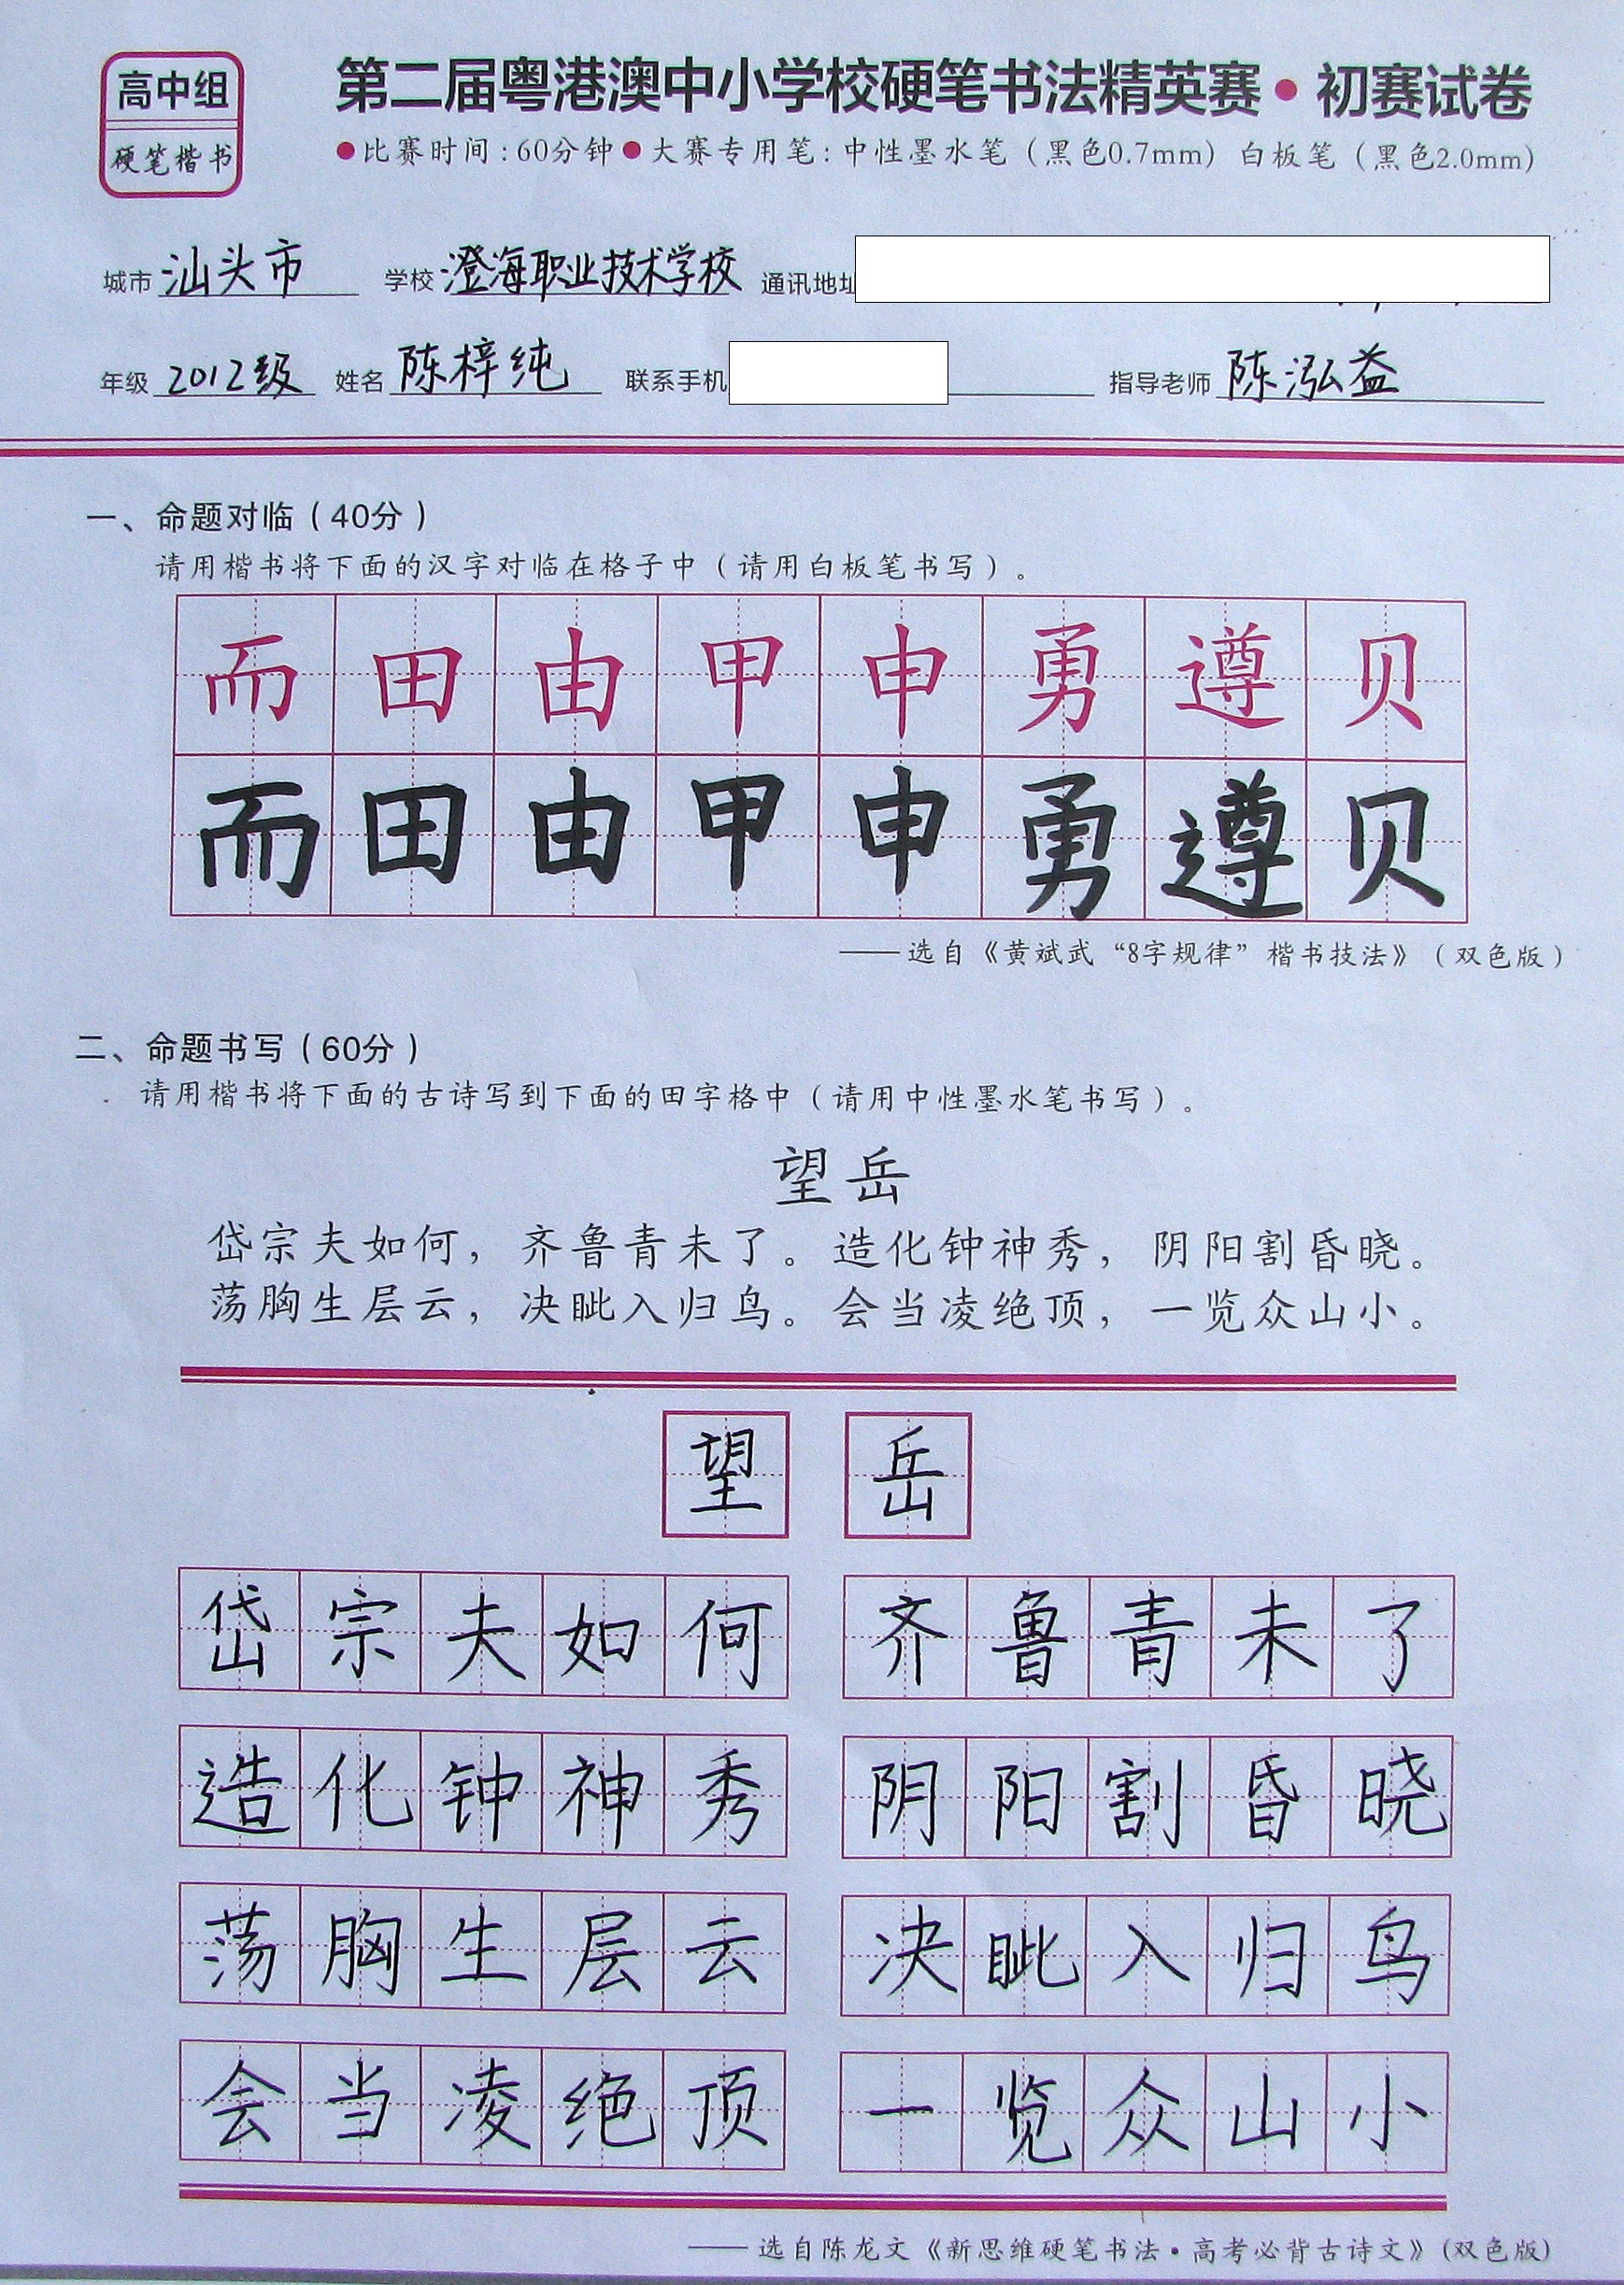 高中组
硬笔楷书
第二届粤港澳中小学校硬笔书法精英赛·初赛试卷
●比赛时间:60分钟●大赛专用笔:中性墨水笔(黑色0.7mm) 白板笔(黑色2.0mm)
城市 汕头市 学校 澄海职业技术学校 通讯地址
年级 2012级 姓名 陈梓纯 联系手机 指导老师 陈泓益
一、命题对临(40分)
请用楷书将下面的汉字对临在格子中(请用白板笔书写)。
而田由甲申勇遵贝
而田由甲申勇遵贝
——选自《黄斌武“8字规律”楷书技法》(双色版)
二、命题书写(60分)
请用楷书将下面的古诗写到下面的田字格中(请用中性墨水笔书写)。
望岳
岱宗夫如何，齐鲁青未了。造化钟神秀，阴阳割昏晓。
荡胸生层云，决眦入归鸟。会当凌绝顶，一览众山小。
望岳
岱宗夫如何 齐鲁青未了
造化钟神秀 阴阳割昏晓
荡胸生层云 决眦入归鸟
会当凌绝顶 一览众山小
——选自陈龙文《新思维硬笔书法·高考必背古诗文》(双色版)